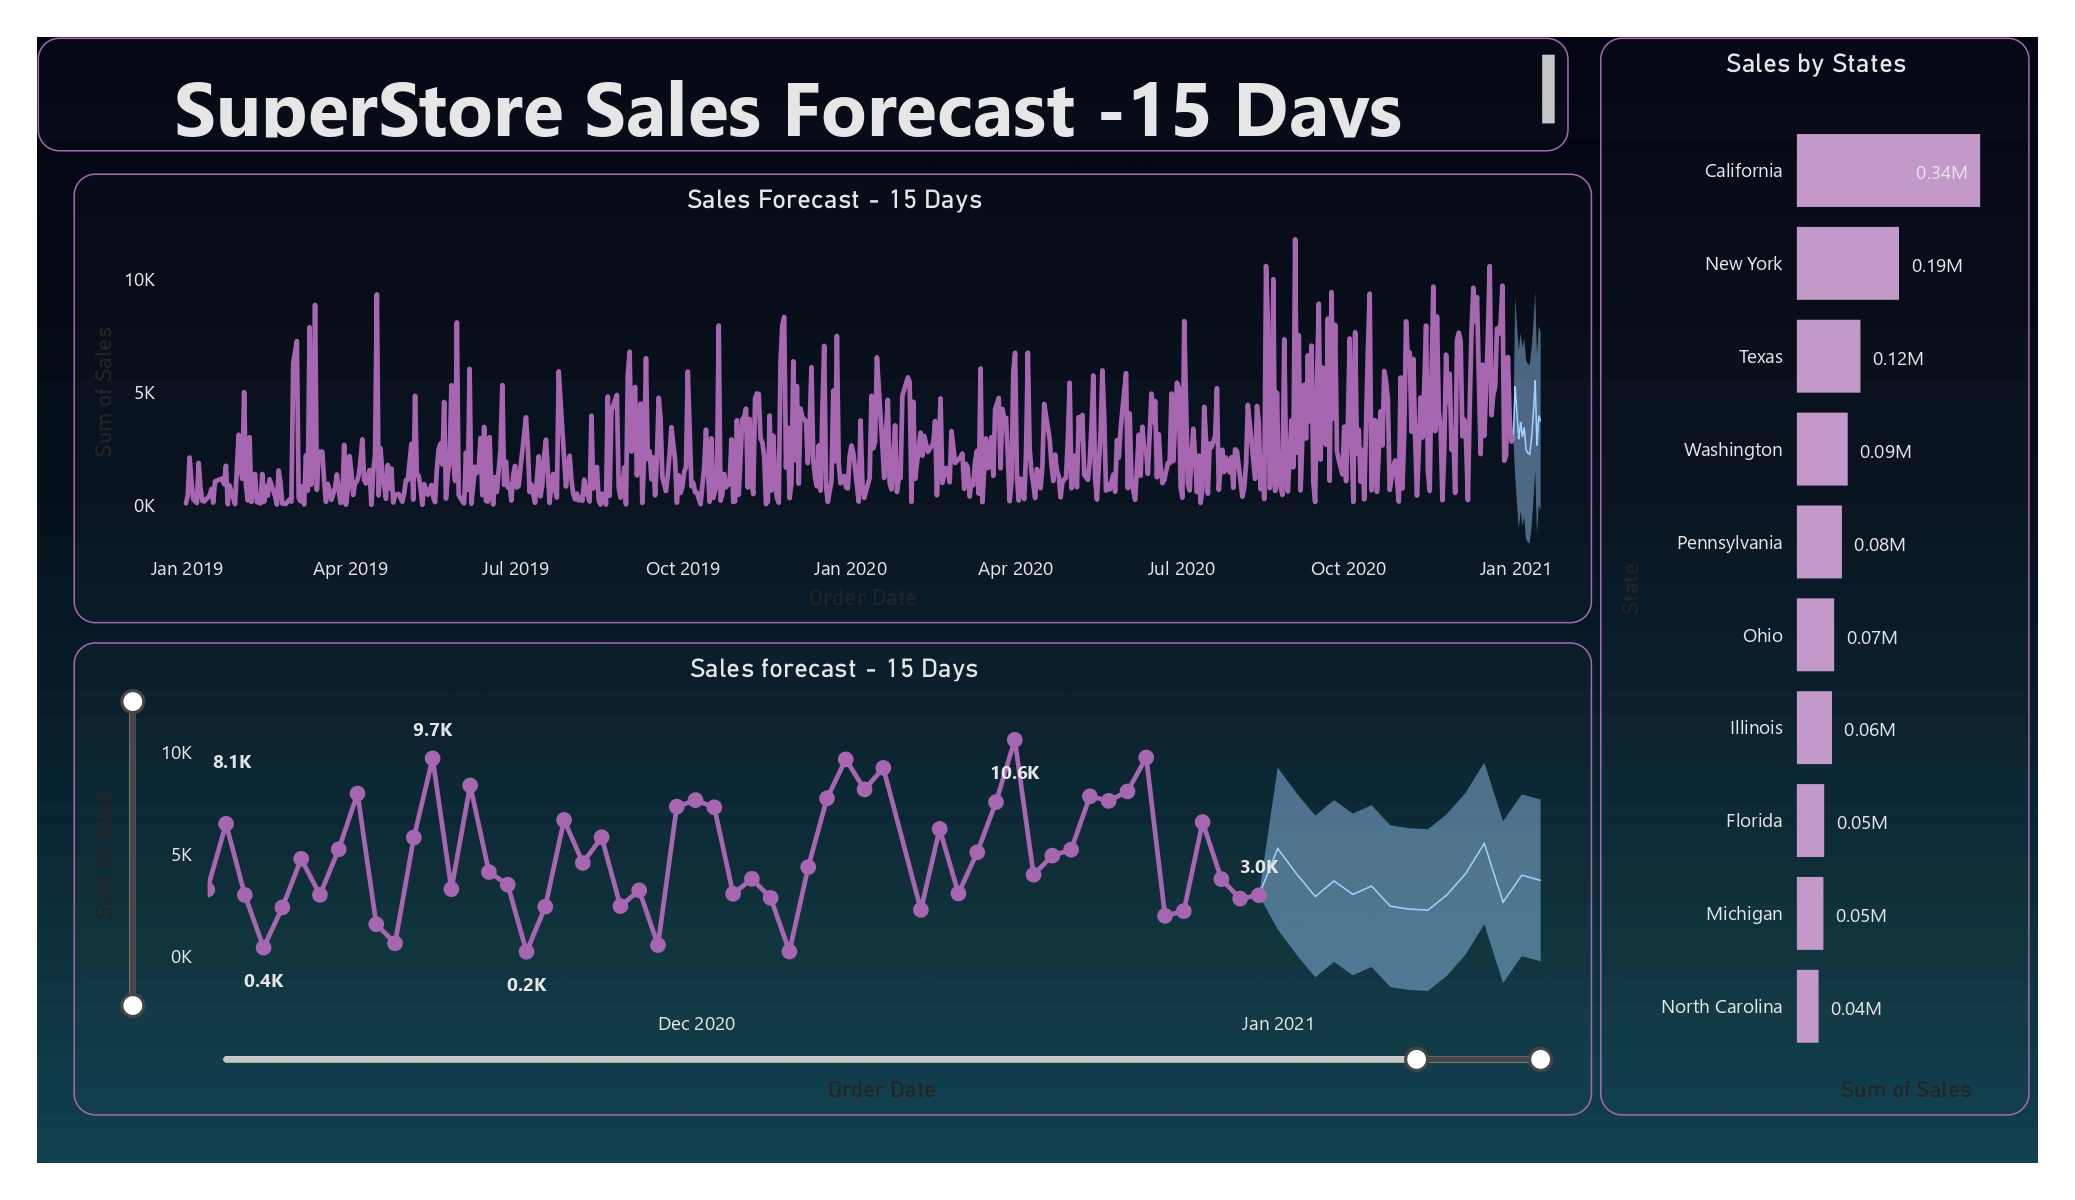 SuperStore Sales Forecast -15 Days
Sales Forecast - 15 Days
Sum of Sales
10K
5K
0K
Jan 2019 Apr 2019 Jul 2019 Oct 2019 Jan 2020 Apr 2020 Jul 2020 Oct 2020 Jan 2021
Order Date
Sales forecast - 15 Days
Sum of Sales
10K
5K
0K
8.1K
9.7K
10.6K
3.0K
0.4K
0.2K
Dec 2020 Jan 2021
Order Date
Sales by States
State
California 0.34M
New York 0.19M
Texas 0.12M
Washington 0.09M
Pennsylvania 0.08M
Ohio 0.07M
Illinois 0.06M
Florida 0.05M
Michigan 0.05M
North Carolina 0.04M
Sum of Sales